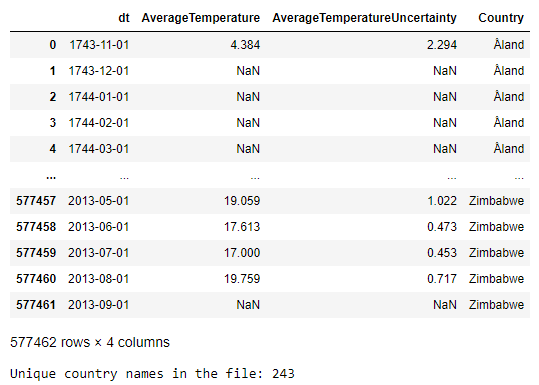 dt AverageTemperature AverageTemperatureUncertainty Country
0 1743-11-01 4.384 2.294 Åland
1 1743-12-01 NaN NaN Åland
2 1744-01-01 NaN NaN Åland
3 1744-02-01 NaN NaN Åland
4 1744-03-01 NaN NaN Åland
... ... ... ... ...
577457 2013-05-01 19.059 1.022 Zimbabwe
577458 2013-06-01 17.613 0.473 Zimbabwe
577459 2013-07-01 17.000 0.453 Zimbabwe
577460 2013-08-01 19.759 0.717 Zimbabwe
577461 2013-09-01 NaN NaN Zimbabwe
577462 rows × 4 columns
Unique country names in the file: 243